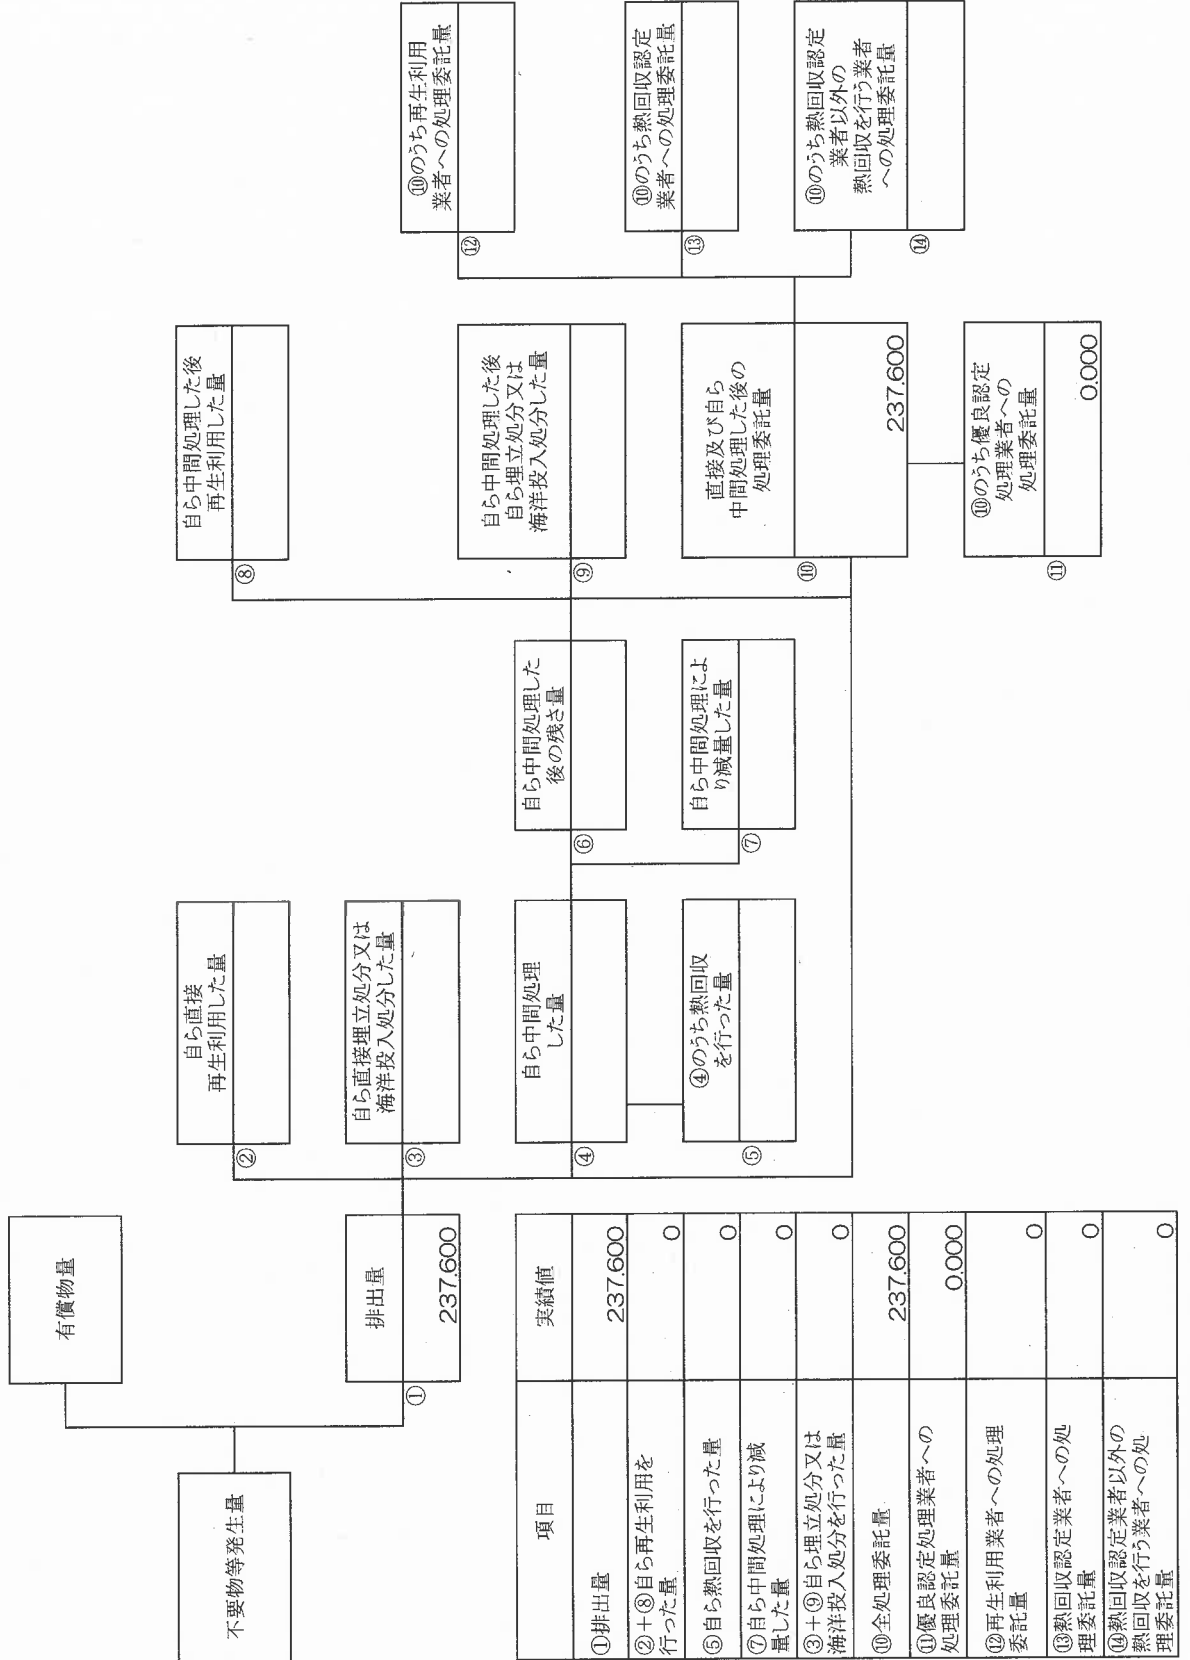 不要物等発生量
有償物量
①
排出量
237.600
②
自ら直接
再生利用した量
③
自ら直接埋立処分又は
海洋投入処分した量
④
自ら中間処理
した量
⑤
④のうち熱回収
を行った量
⑥
自ら中間処理した
後の残さ量
⑦
自ら中間処理によ
り減量した量
⑧
自ら中間処理した後
再生利用した量
⑨
自ら中間処理した後
自ら埋立処分又は
海洋投入処分した量
⑩
直接及び自ら
中間処理した後の
処理委託量
237.600
⑪
⑩のうち優良認定
処理業者への
処理委託量
0.000
⑫
⑩のうち再生利用
業者への処理委託量
⑬
⑩のうち熱回収認定
業者への処理委託量
⑭
⑩のうち熱回収認定
業者以外の
熱回収を行う業者
への処理委託量
項目 実績値
①排出量 237.600
②+⑧自ら再生利用を
行った量 0
⑤自ら熱回収を行った量 0
⑦自ら中間処理により減
量した量 0
③+⑨自ら埋立処分又は
海洋投入処分を行った量 0
⑩全処理委託量 237.600
⑪優良認定処理業者への
処理委託量 0.000
⑫再生利用業者への処理
委託量 0
⑬熱回収認定業者への処
理委託量 0
⑭熱回収認定業者以外の
熱回収を行う業者への処
理委託量 0